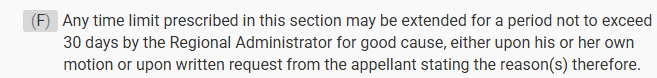 (F) Any time limit prescribed in this section may be extended for a period not to exceed
30 days by the Regional Administrator for good cause, either upon his or her own
motion or upon written request from the appellant stating the reason(s) therefore.